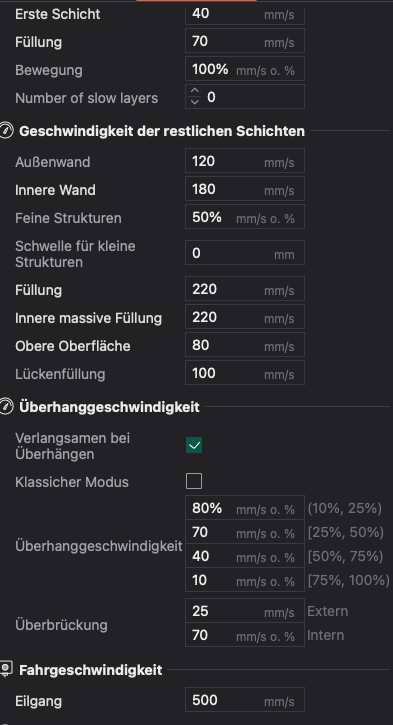 Erste Schicht 40 mm/s
Füllung 70 mm/s
Bewegung 100% mm/s o. %
Number of slow layers 0
Geschwindigkeit der restlichen Schichten
Außenwand 120 mm/s
Innere Wand 180 mm/s
Feine Strukturen 50% mm/s o. %
Schwelle für kleine
Strukturen 0 mm
Füllung 220 mm/s
Innere massive Füllung 220 mm/s
Obere Oberfläche 80 mm/s
Lückenfüllung 100 mm/s
Überhanggeschwindigkeit
Verlangsamen bei
Überhängen
Klassicher Modus
80% mm/s o. % (10%, 25%)
70 mm/s o. % [25%, 50%)
Überhanggeschwindigkeit
40 mm/s o. % [50%, 75%)
10 mm/s o. % [75%, 100%)
25 mm/s Extern
Überbrückung
70 mm/s o. % Intern
Fahrgeschwindigkeit
Eilgang 500 mm/s